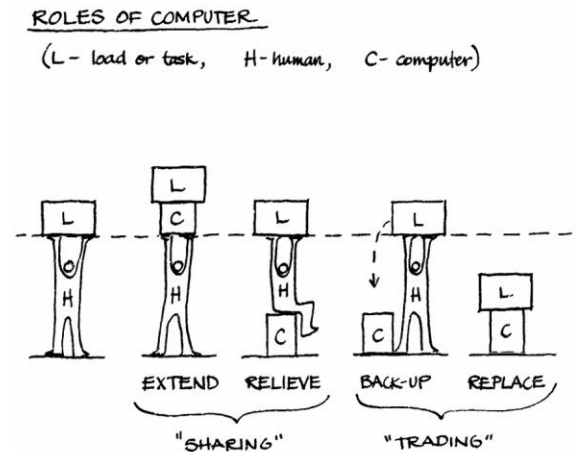 ROLES OF COMPUTER
(L- load or task, H-human, C- computer)
L
L
C
L
L
L
H
H
H
H
C
C
C
EXTEND RELIEVE BACK-UP REPLACE
"SHARING" "TRADING"